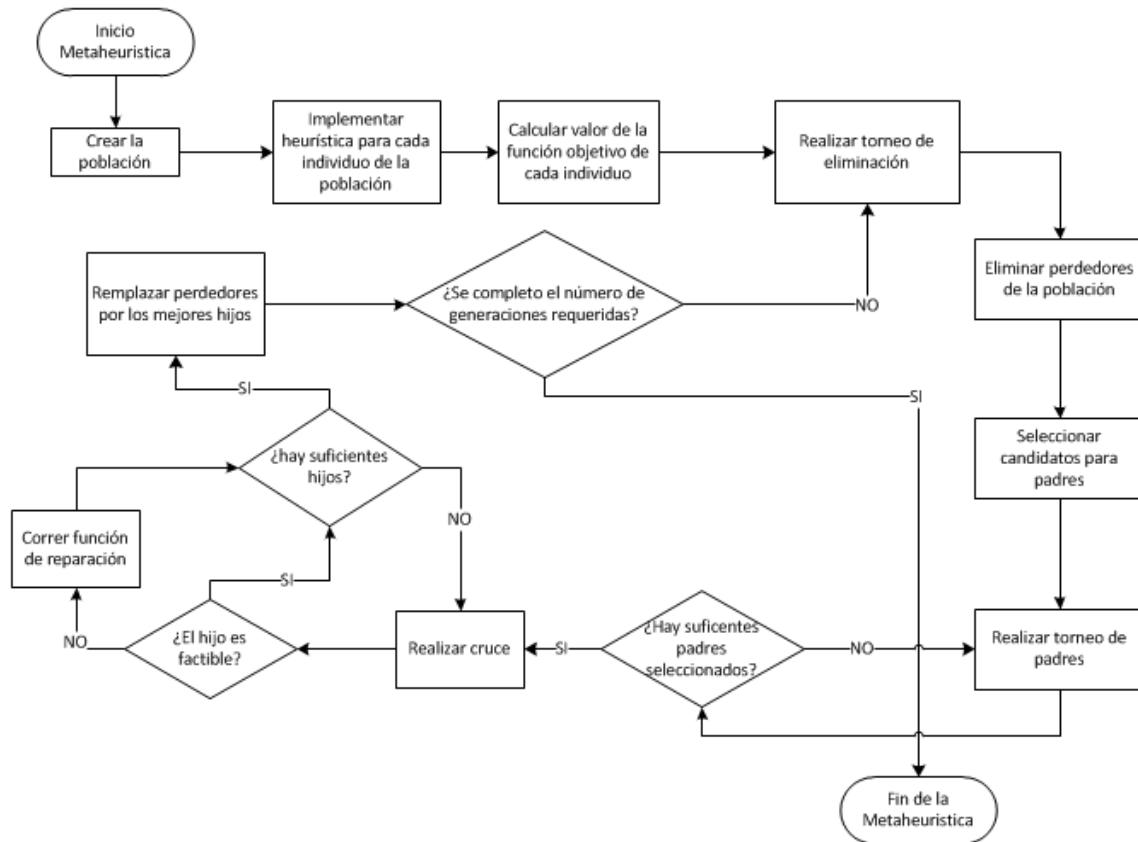 Inicio
Metaheuristica
Crear la
población
Implementar
heurística para cada
individuo de la
población
Calcular valor de la
función objetivo de
cada individuo
Realizar torneo de
eliminación
Remplazar perdedores
por los mejores hijos
¿Se completo el número de
generaciones requeridas?
NO
Eliminar perdedores
de la población
SI
SI
¿hay suficientes
hijos?
Seleccionar
candidatos para
padres
NO
Correr función
de reparación
SI
NO
¿El hijo es
factible?
Realizar cruce
SI
¿Hay suficentes
padres
seleccionados?
NO
Realizar torneo de
padres
Fin de la
Metaheuristica